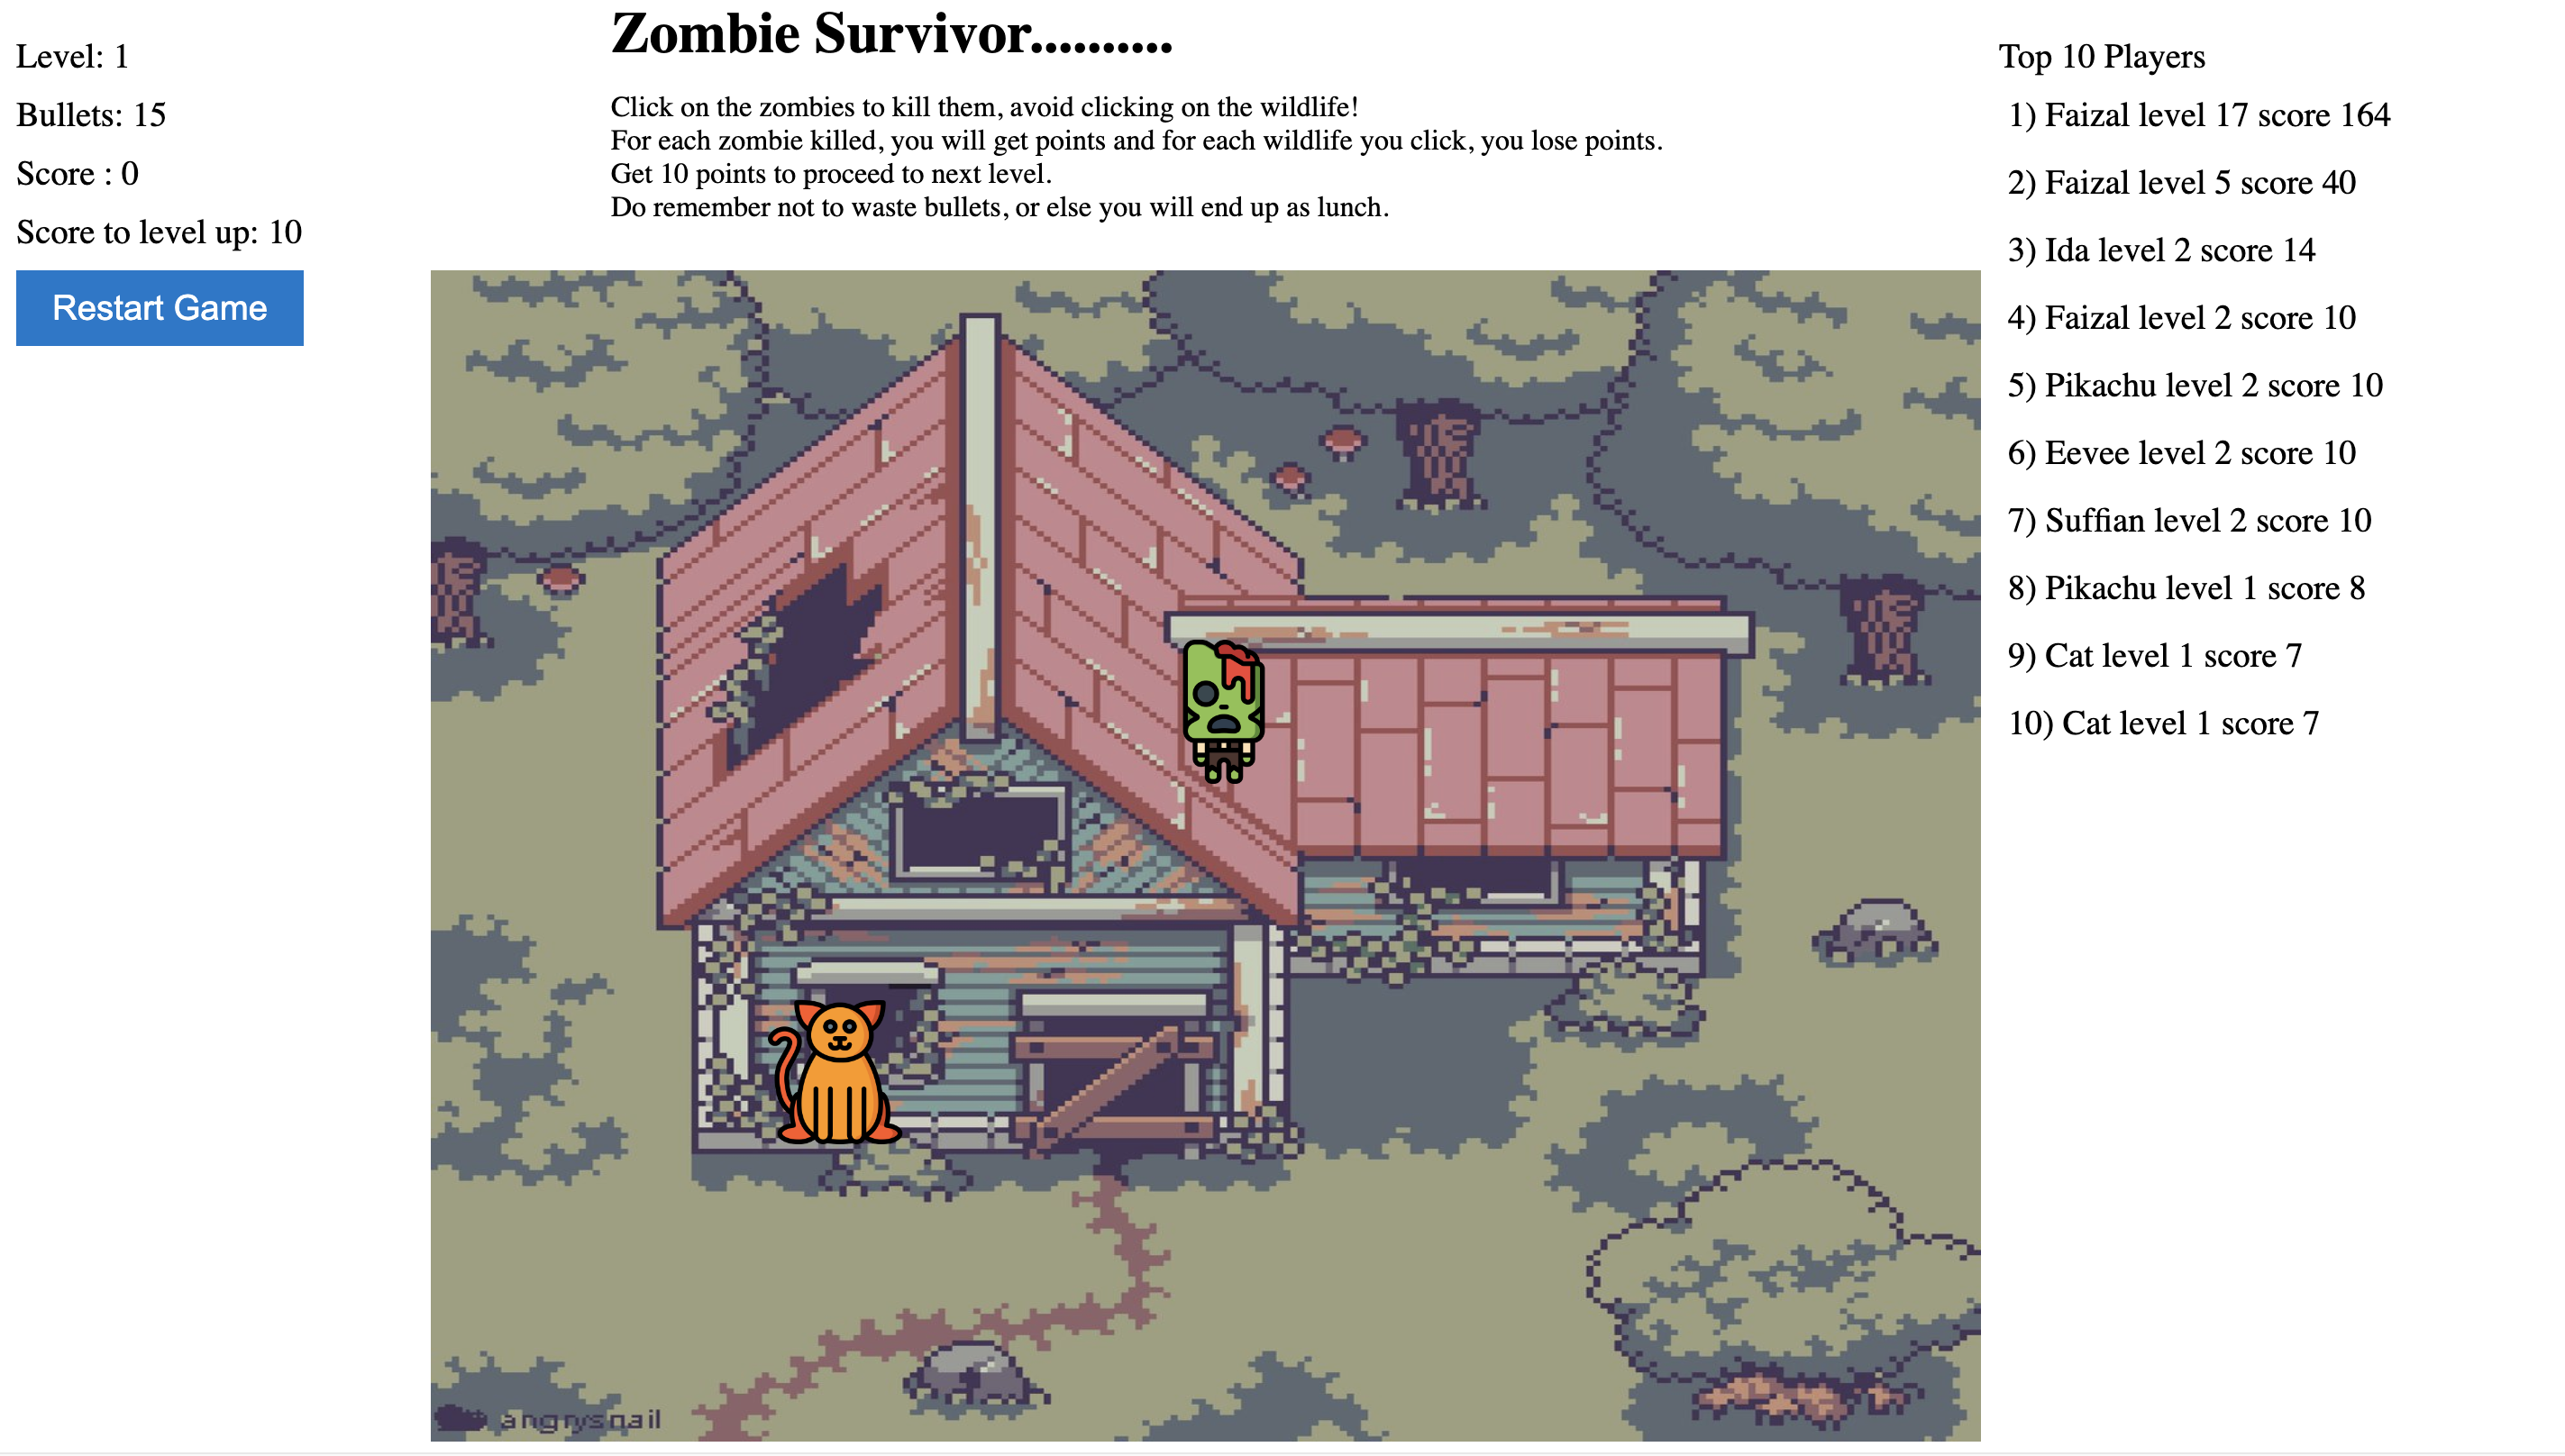 Zombie Survivor..........
Level: 1
Bullets: 15
Score : 0
Score to level up: 10
Restart Game
Click on the zombies to kill them, avoid clicking on the wildlife!
For each zombie killed, you will get points and for each wildlife you click, you lose points.
Get 10 points to proceed to next level.
Do remember not to waste bullets, or else you will end up as lunch.
Top 10 Players
1) Faizal level 17 score 164
2) Faizal level 5 score 40
3) Ida level 2 score 14
4) Faizal level 2 score 10
5) Pikachu level 2 score 10
6) Eevee level 2 score 10
7) Suffian level 2 score 10
8) Pikachu level 1 score 8
9) Cat level 1 score 7
10) Cat level 1 score 7
angrysnail